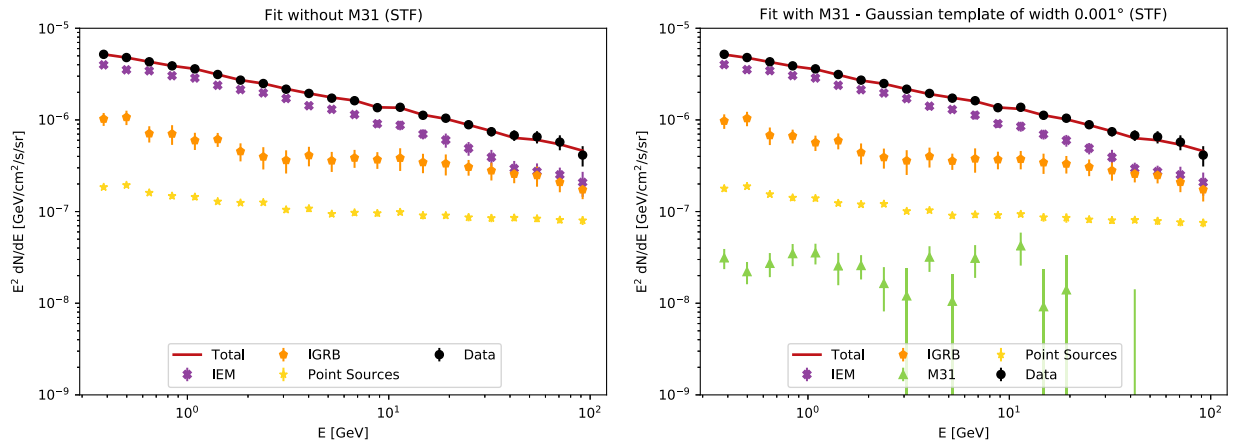 Fit without M31 (STF)
E² dN/dE [GeV/cm²/s/sr]
10⁻⁵
10⁻⁶
10⁻⁷
10⁻⁸
10⁻⁹
Total
IEM
IGRB
Point Sources
Data
10⁰
10¹
10²
E [GeV]
Fit with M31 - Gaussian template of width 0.001° (STF)
E² dN/dE [GeV/cm²/s/sr]
10⁻⁵
10⁻⁶
10⁻⁷
10⁻⁸
10⁻⁹
Total
IEM
IGRB
M31
Point Sources
Data
10⁰
10¹
10²
E [GeV]